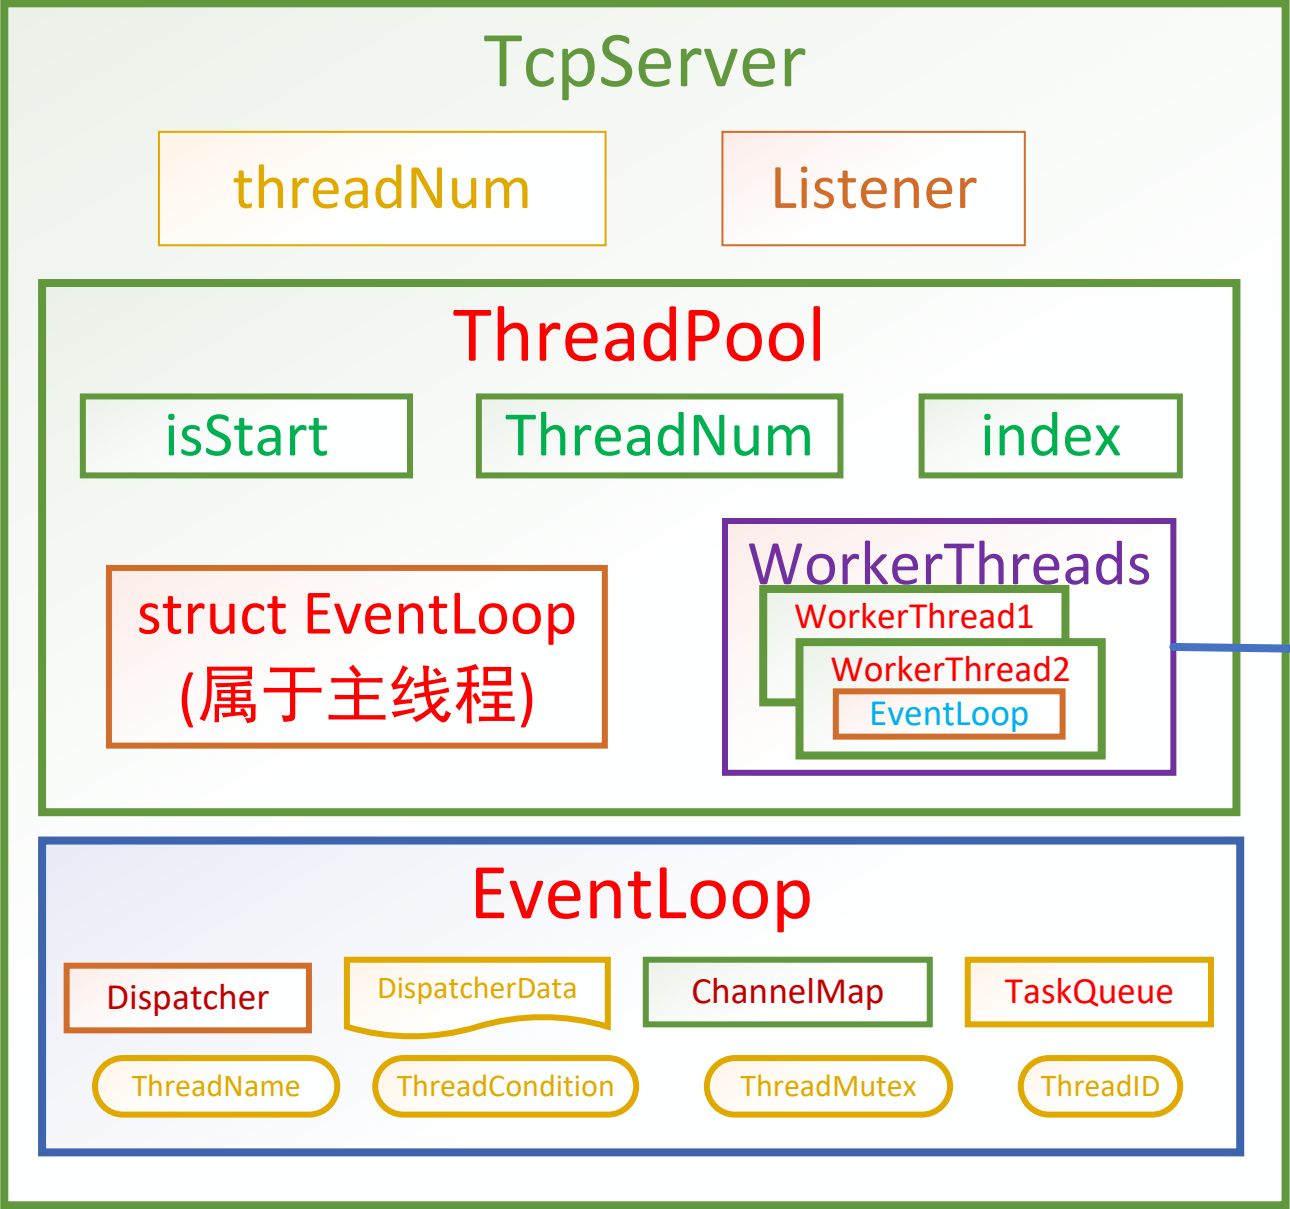 TcpServer
threadNum
Listener
ThreadPool
isStart
ThreadNum
index
struct EventLoop
(属于主线程)
WorkerThreads
WorkerThread1
WorkerThread2
EventLoop
EventLoop
Dispatcher
DispatcherData
ChannelMap
TaskQueue
ThreadName
ThreadCondition
ThreadMutex
ThreadID